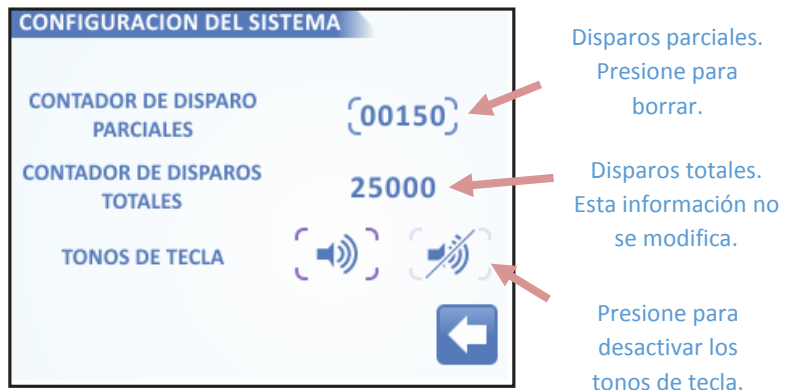 CONFIGURACION DEL SISTEMA
CONTADOR DE DISPARO
PARCIALES
00150
CONTADOR DE DISPAROS
TOTALES
25000
TONOS DE TECLA
Disparos parciales.
Presione para
borrar.
Disparos totales.
Esta información no
se modifica.
Presione para
desactivar los
tonos de tecla.